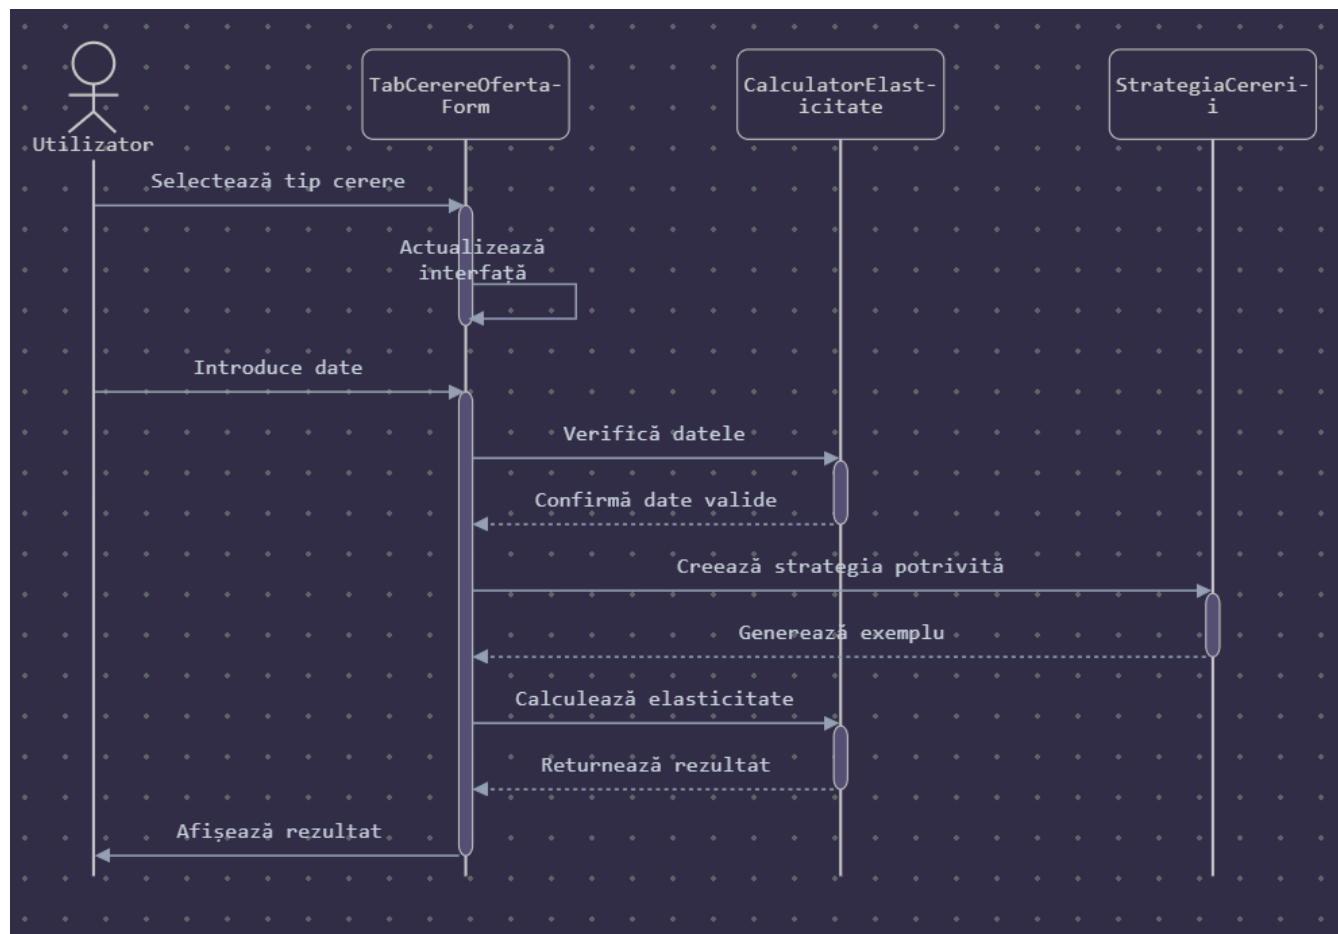 TabCerereOferta-
Form
CalculatorElast-
icitate
StrategiaCereri-
i
Utilizator
Selectează tip cerere
Actualizează
interfață
Introduce date
Verifică datele
Confirmă date valide
Creează strategia potrivită
Generează exemplu
Calculează elasticitate
Returnează rezultat
Afișează rezultat